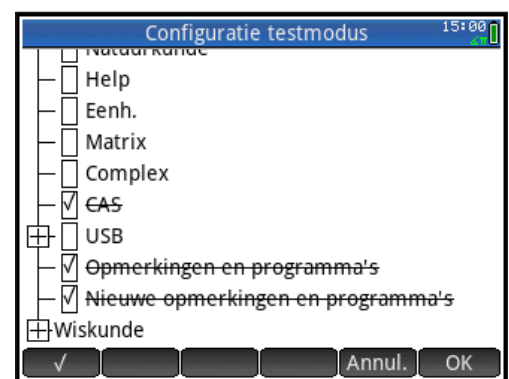 Configuratie testmodus 15:00
∡π
Natuurkunde
Help
Eenh.
Matrix
Complex
√ CAS
USB
√ Opmerkingen en programma's
√ Nieuwe opmerkingen en programma's
Wiskunde
√ Annul. OK